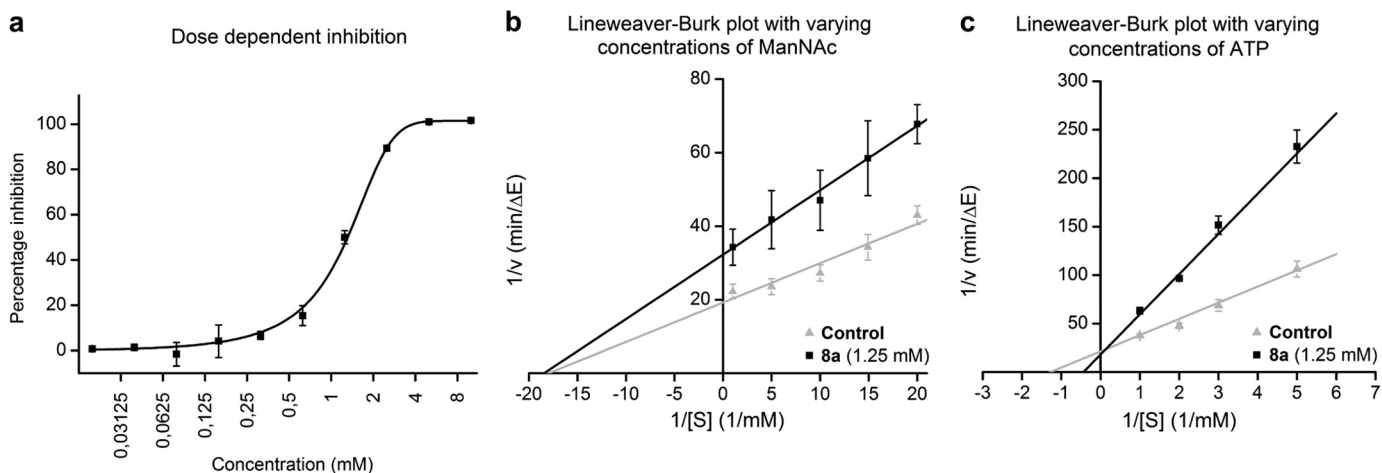 a
Dose dependent inhibition
Percentage inhibition
100
80
60
40
20
0
0,03125
0,0625
0,125
0,25
0,5
1
2
4
8
Concentration (mM)
b
Lineweaver-Burk plot with varying
concentrations of ManNAc
1/v (min/ΔE)
80
60
40
20
Control
8a (1.25 mM)
-20 -15 -10 -5 0 5 10 15 20
1/[S] (1/mM)
c
Lineweaver-Burk plot with varying
concentrations of ATP
1/v (min/ΔE)
300
250
200
150
100
50
Control
8a (1.25 mM)
-3 -2 -1 0 1 2 3 4 5 6 7
1/[S] (1/mM)